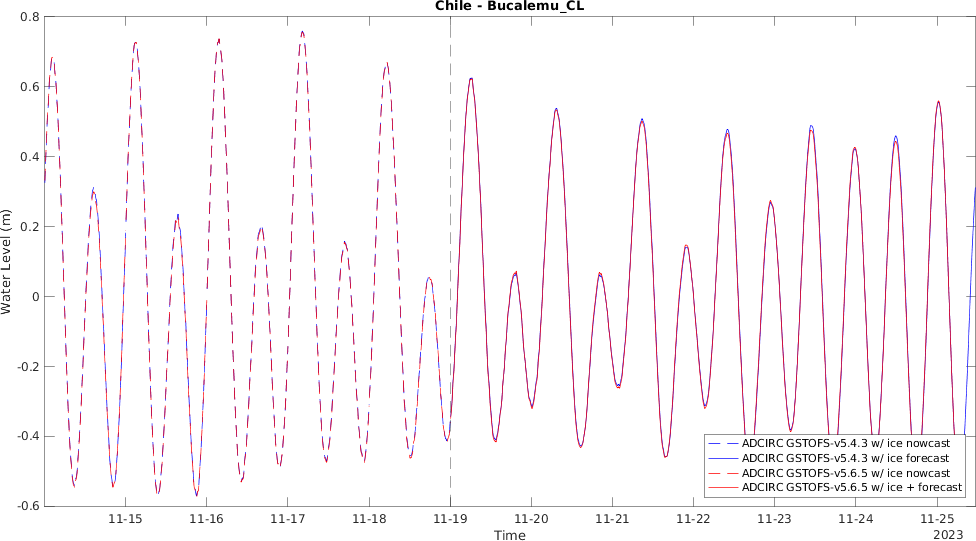 Chile - Bucalemu_CL
0.8
0.6
0.4
0.2
0
-0.2
-0.4
-0.6
Water Level (m)
ADCIRC GSTOFS-v5.4.3 w/ ice nowcast
ADCIRC GSTOFS-v5.4.3 w/ ice forecast
ADCIRC GSTOFS-v5.6.5 w/ ice nowcast
ADCIRC GSTOFS-v5.6.5 w/ ice + forecast
11-15 11-16 11-17 11-18 11-19 11-20 11-21 11-22 11-23 11-24 11-25
Time
2023